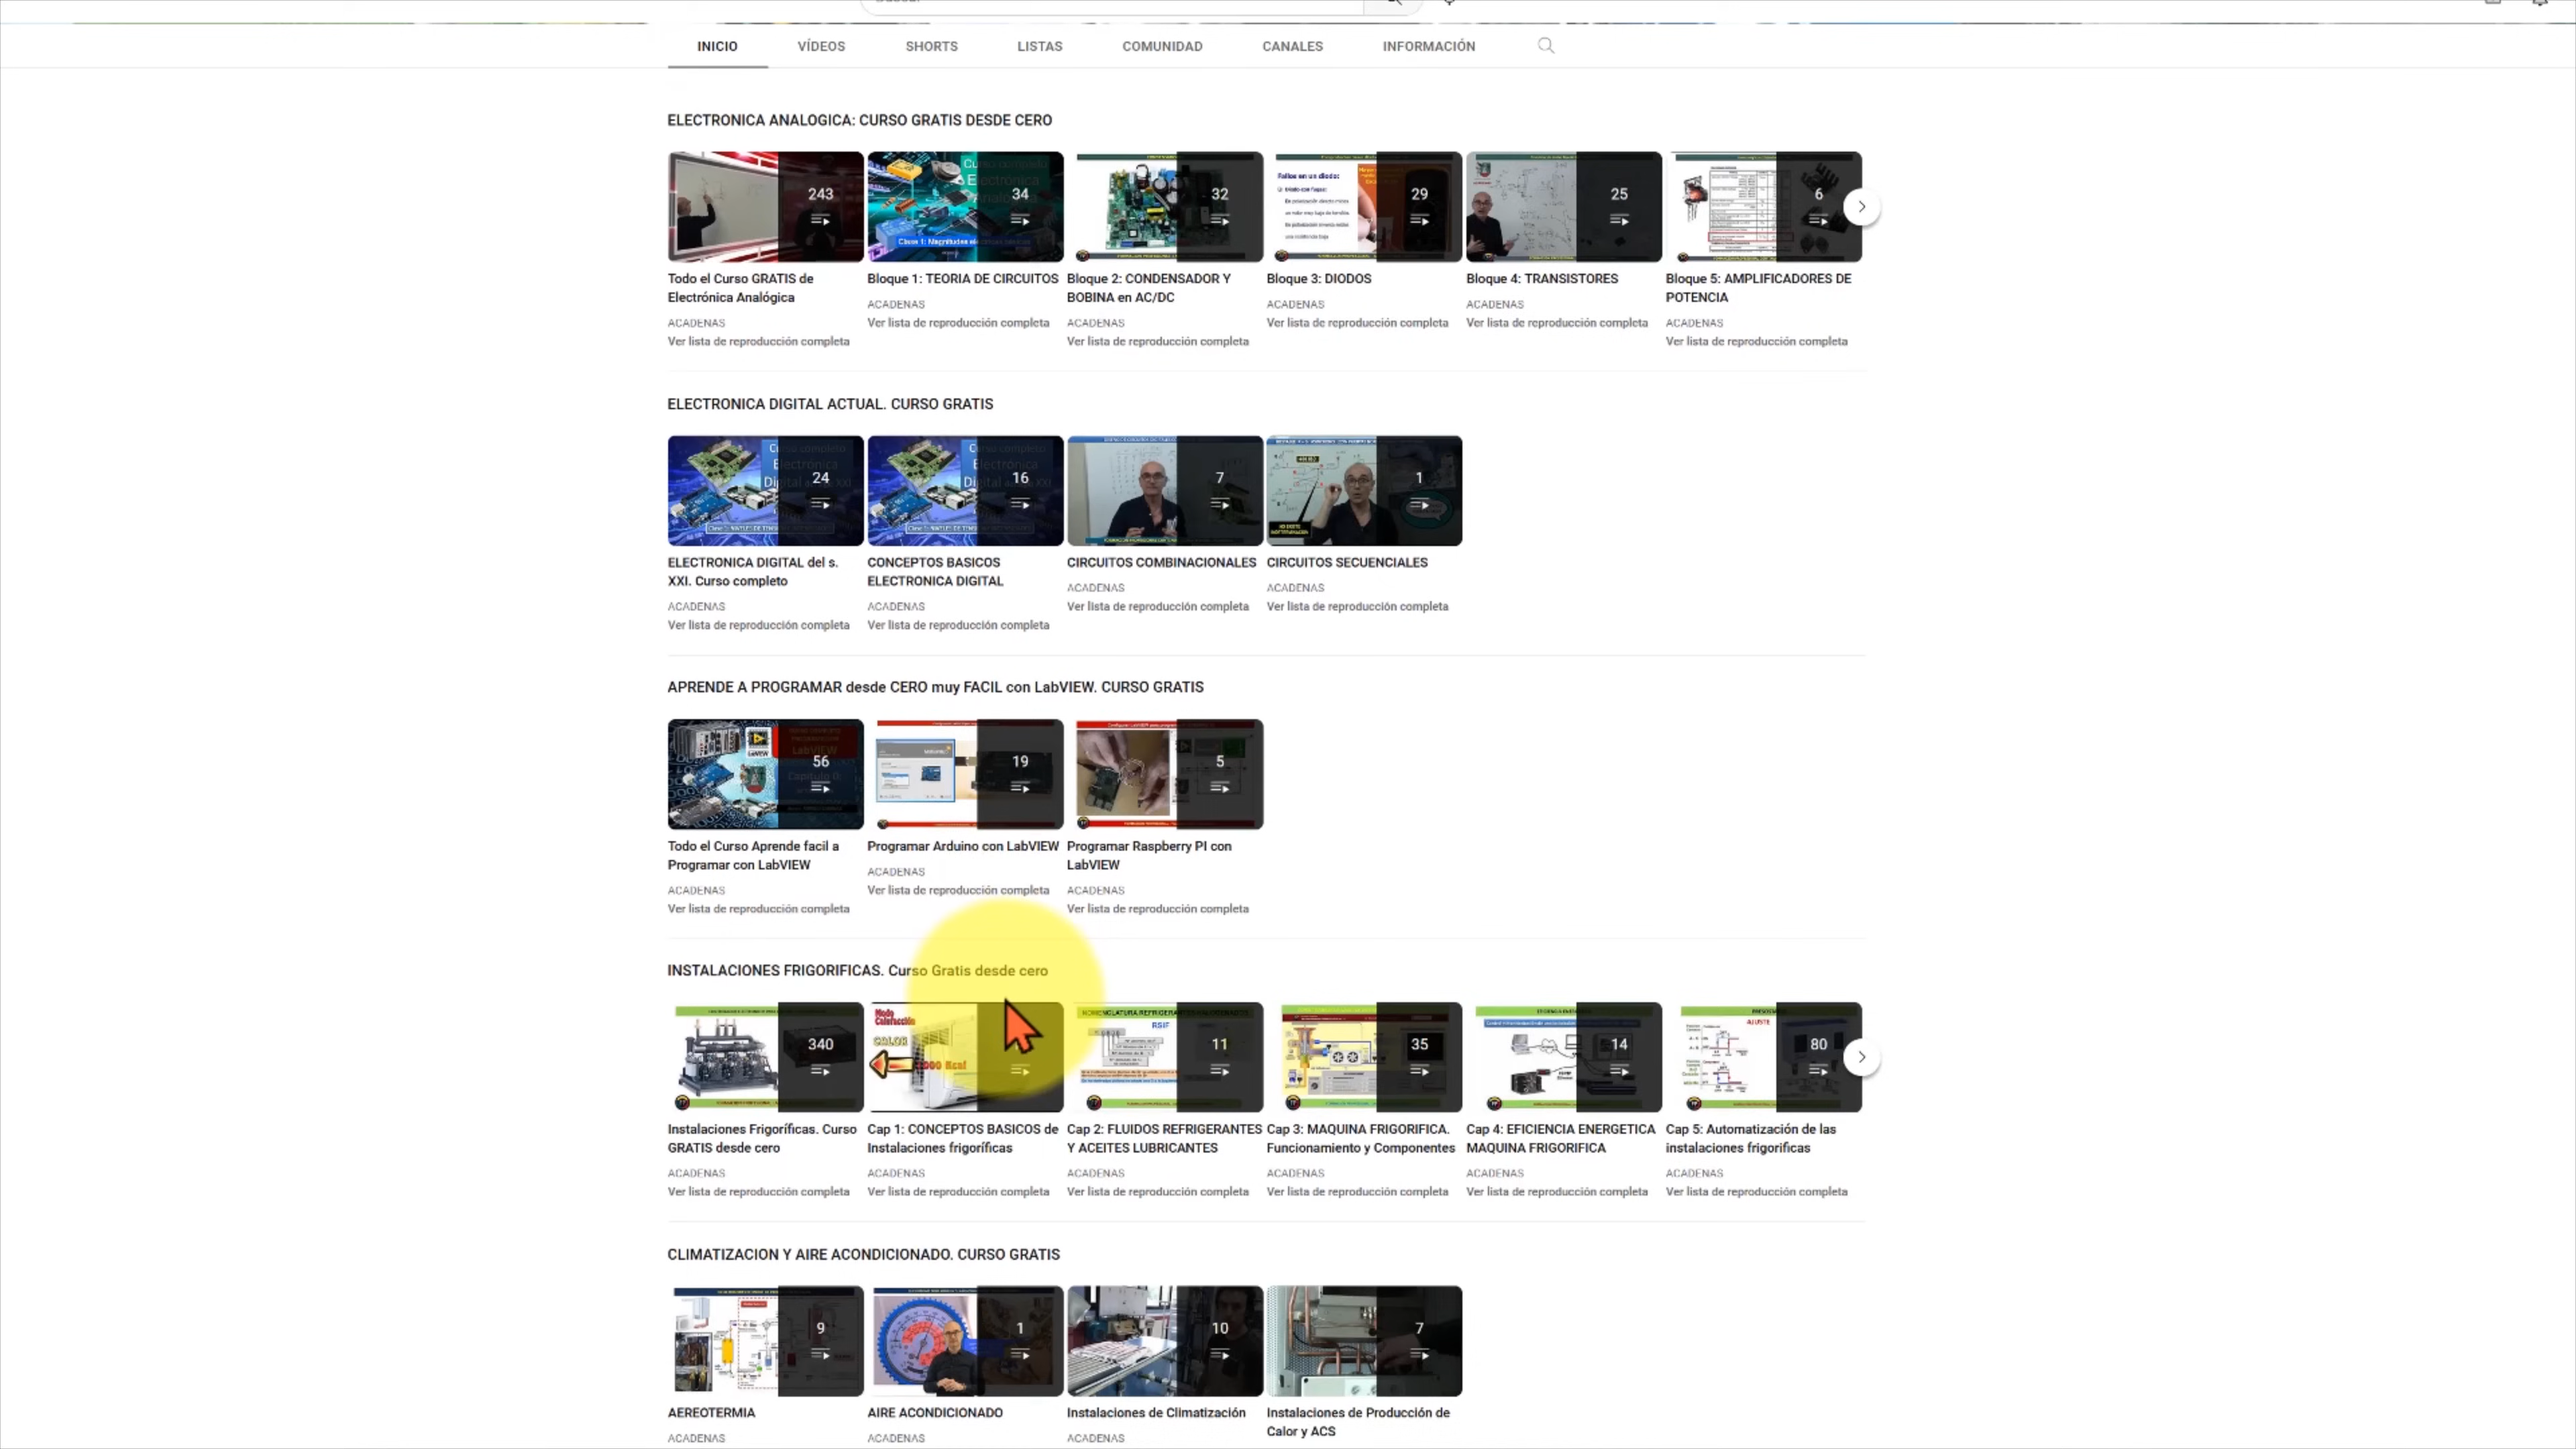 INICIO VÍDEOS SHORTS LISTAS COMUNIDAD CANALES INFORMACIÓN
ELECTRONICA ANALOGICA: CURSO GRATIS DESDE CERO
243 34 32 29 25 6
Fallos en un diodo:
Clase 1: Magnitudes eléctricas básicas
Todo el Curso GRATIS de Electrónica Analógica
ACADENAS
Ver lista de reproducción completa
Bloque 1: TEORIA DE CIRCUITOS
ACADENAS
Ver lista de reproducción completa
Bloque 2: CONDENSADOR Y BOBINA en AC/DC
ACADENAS
Ver lista de reproducción completa
Bloque 3: DIODOS
ACADENAS
Ver lista de reproducción completa
Bloque 4: TRANSISTORES
ACADENAS
Ver lista de reproducción completa
Bloque 5: AMPLIFICADORES DE POTENCIA
ACADENAS
Ver lista de reproducción completa
ELECTRONICA DIGITAL ACTUAL. CURSO GRATIS
24 16 7 1
ELECTRONICA DIGITAL del s. XXI. Curso completo
ACADENAS
Ver lista de reproducción completa
CONCEPTOS BASICOS ELECTRONICA DIGITAL
ACADENAS
Ver lista de reproducción completa
CIRCUITOS COMBINACIONALES
ACADENAS
Ver lista de reproducción completa
CIRCUITOS SECUENCIALES
ACADENAS
Ver lista de reproducción completa
APRENDE A PROGRAMAR desde CERO muy FACIL con LabVIEW. CURSO GRATIS
56 19 5
Todo el Curso Aprende facil a Programar con LabVIEW
ACADENAS
Ver lista de reproducción completa
Programar Arduino con LabVIEW
ACADENAS
Ver lista de reproducción completa
Programar Raspberry PI con LabVIEW
ACADENAS
Ver lista de reproducción completa
INSTALACIONES FRIGORIFICAS. Curso Gratis desde cero
340 11 35 14 80
Modo Calefacción
CALOR
RSIF
AJUSTE
Instalaciones Frigoríficas. Curso GRATIS desde cero
ACADENAS
Ver lista de reproducción completa
Cap 1: CONCEPTOS BASICOS de Instalaciones frigoríficas
ACADENAS
Ver lista de reproducción completa
Cap 2: FLUIDOS REFRIGERANTES Y ACEITES LUBRICANTES
ACADENAS
Ver lista de reproducción completa
Cap 3: MAQUINA FRIGORIFICA. Funcionamiento y Componentes
ACADENAS
Ver lista de reproducción completa
Cap 4: EFICIENCIA ENERGETICA MAQUINA FRIGORIFICA
ACADENAS
Ver lista de reproducción completa
Cap 5: Automatización de las instalaciones frigorificas
ACADENAS
Ver lista de reproducción completa
CLIMATIZACION Y AIRE ACONDICIONADO. CURSO GRATIS
9 1 10 7
AEREOTERMIA
ACADENAS
AIRE ACONDICIONADO
ACADENAS
Instalaciones de Climatización
ACADENAS
Instalaciones de Producción de Calor y ACS